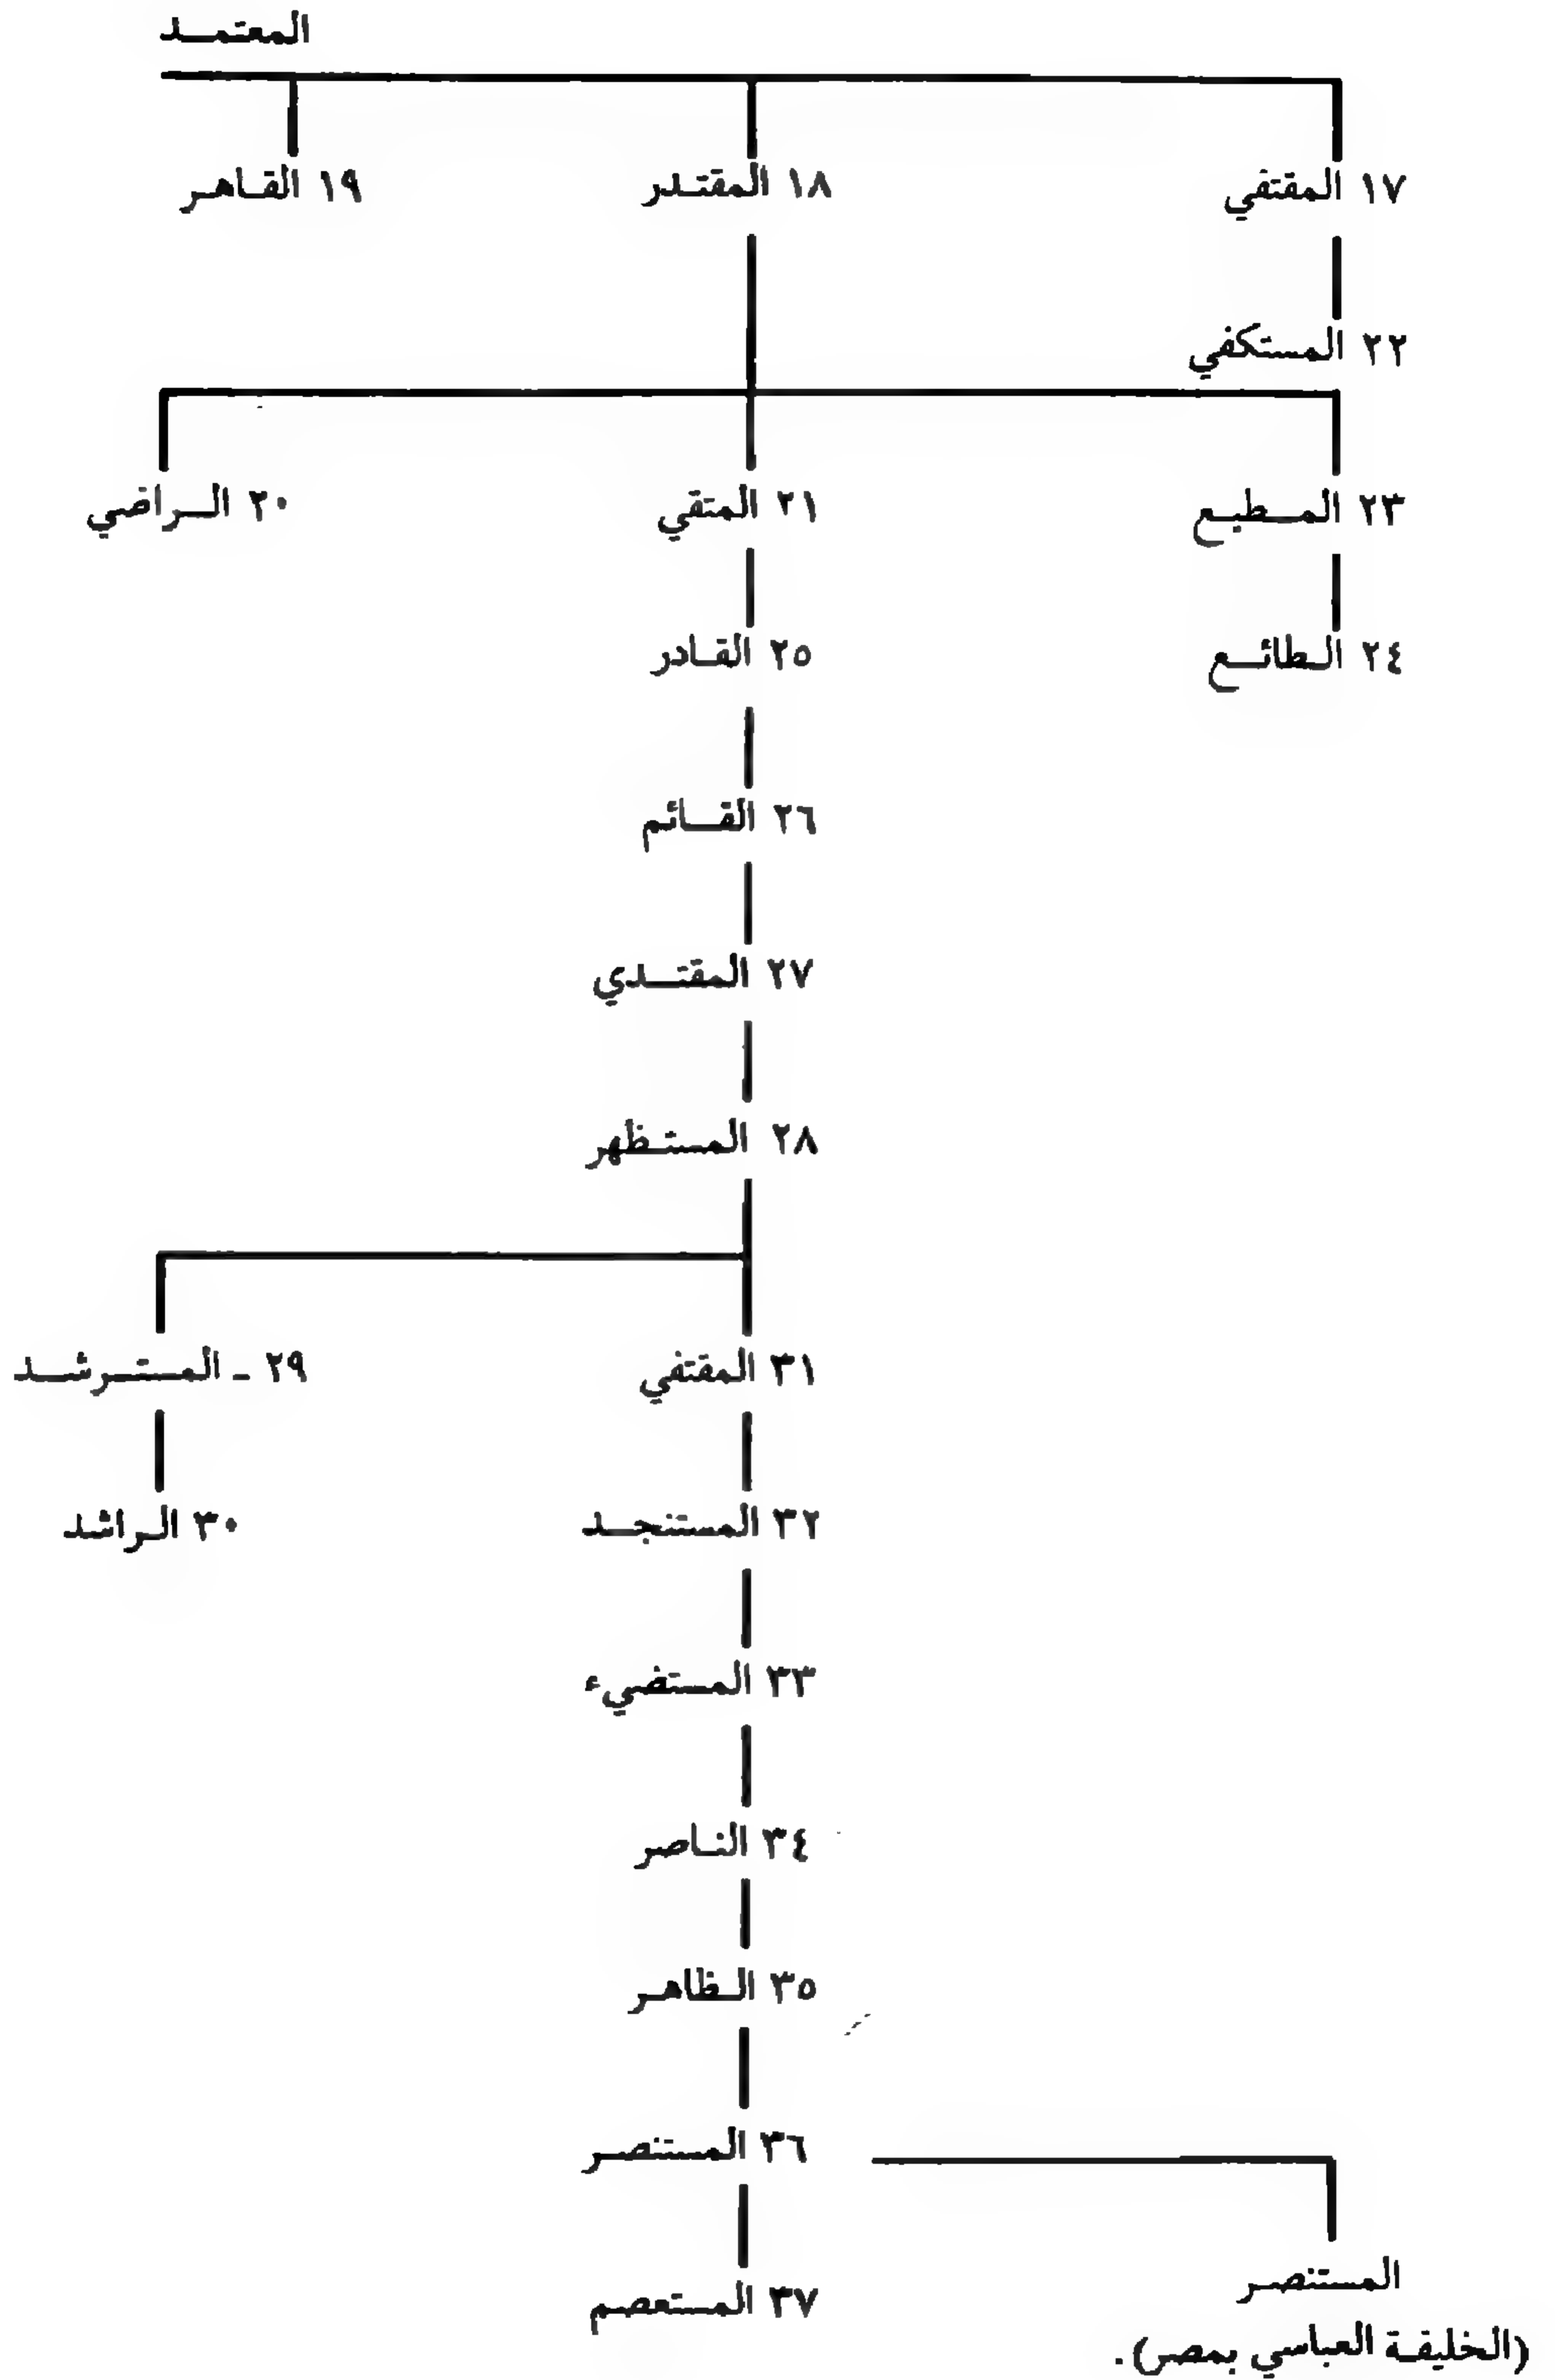 المعتمد
١٧ المقتفي
١٨ المقتدر
١٩ القاهر
٢٢ المستكفي
٢٣ المطيع
٢١ المتقي
٢٠ الراضي
٢٤ الطائع
٢٥ القادر
٢٦ القائم
٢٧ المقتدي
٢٨ المستظهر
٣١ المقتفي
٢٩ - المسترشد
٣٢ المستنجد
٣٠ الراشد
٣٣ المستضيء
٣٤ الناصر
٣٥ الظاهر
٣٦ المستنصر
المستنصر
(الخليفة العباسي بمصر).
٣٧ المستعصم